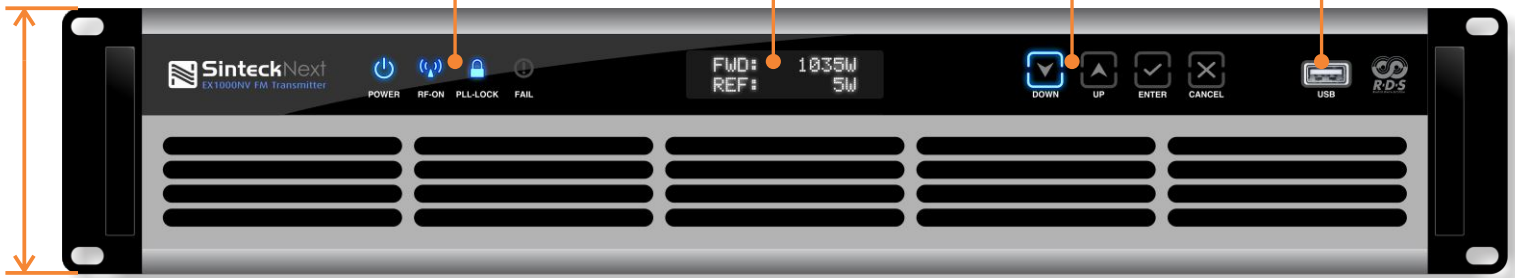 SinteckNext
EX1000NV FM Transmitter
POWER
RF-ON
PLL-LOCK
FAIL
FWD: 1035W
REF: 5W
DOWN
UP
ENTER
CANCEL
USB
R·D·S